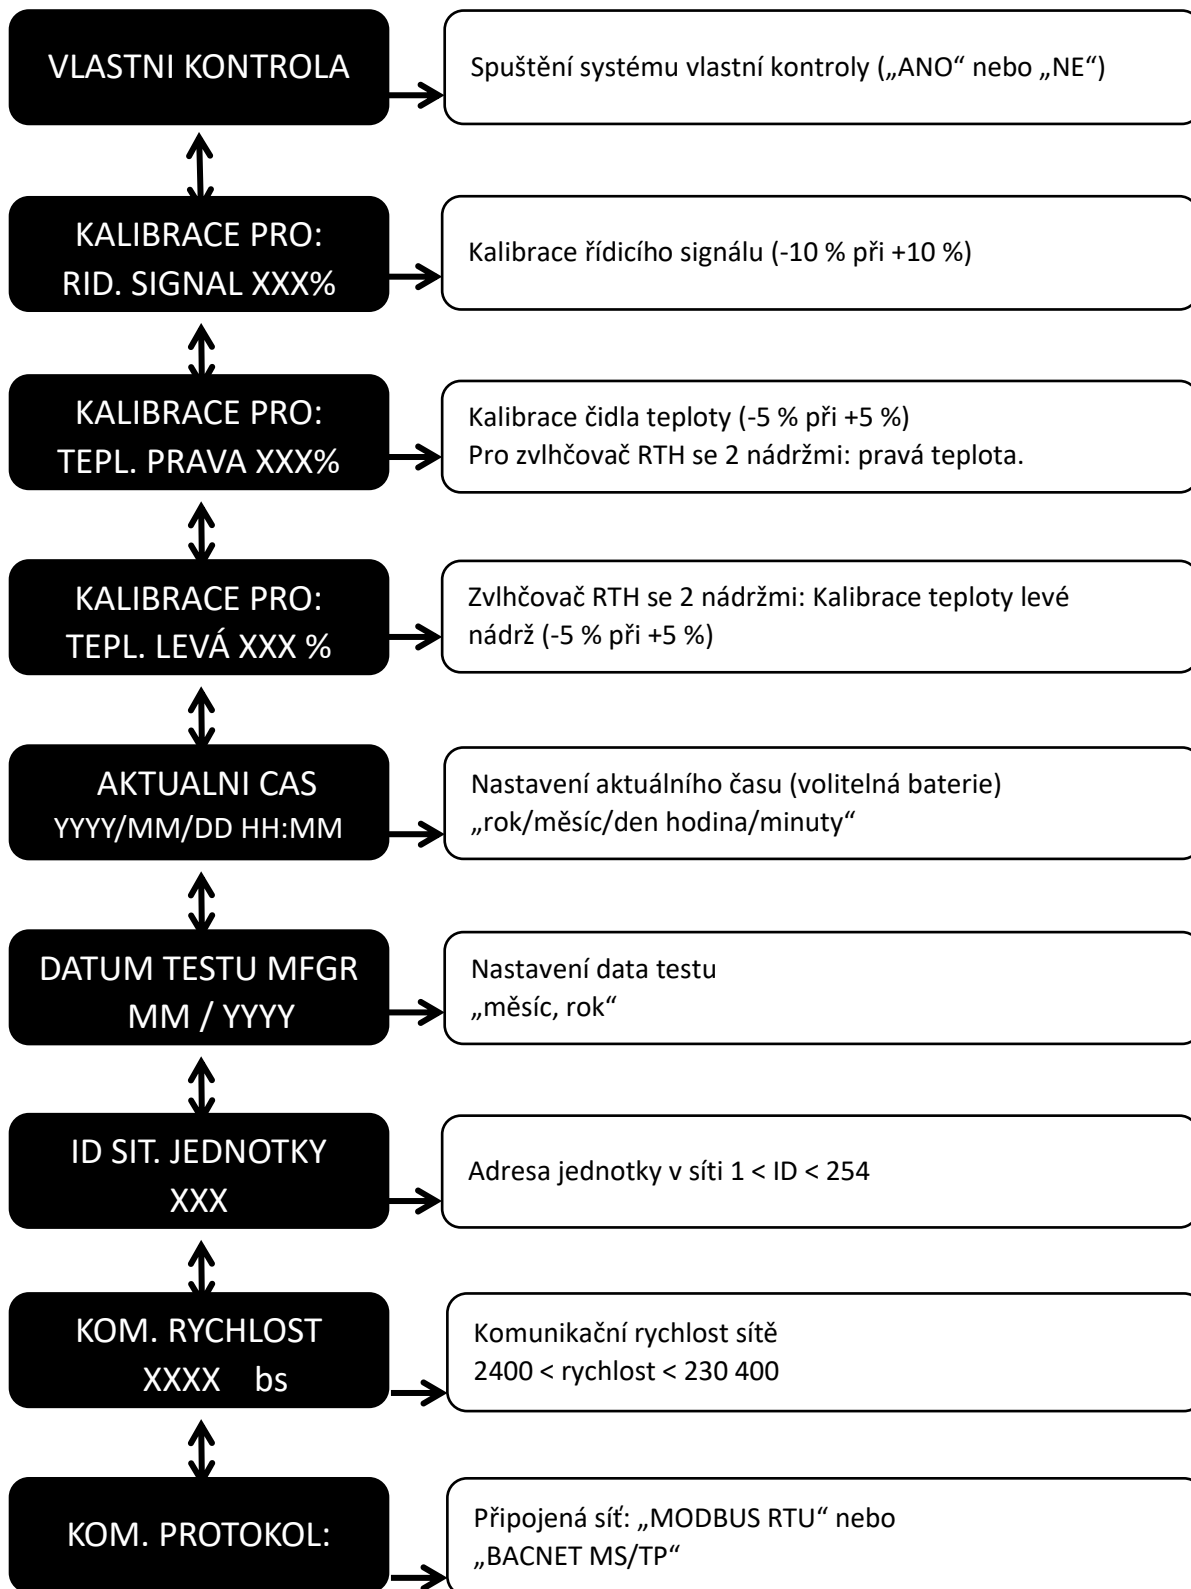 VLASTNI KONTROLA
Spuštění systému vlastní kontroly („ANO“ nebo „NE“)
KALIBRACE PRO:
RID. SIGNAL XXX%
Kalibrace řídicího signálu (-10 % při +10 %)
KALIBRACE PRO:
TEPL. PRAVA XXX%
Kalibrace čidla teploty (-5 % při +5 %)
Pro zvlhčovač RTH se 2 nádržmi: pravá teplota.
KALIBRACE PRO:
TEPL. LEVÁ XXX %
Zvlhčovač RTH se 2 nádržmi: Kalibrace teploty levé
nádrž (-5 % při +5 %)
AKTUALNI CAS
YYYY/MM/DD HH:MM
Nastavení aktuálního času (volitelná baterie)
„rok/měsíc/den hodina/minuty“
DATUM TESTU MFGR
MM / YYYY
Nastavení data testu
„měsíc, rok“
ID SIT. JEDNOTKY
XXX
Adresa jednotky v síti 1 < ID < 254
KOM. RYCHLOST
XXXX bs
Komunikační rychlost sítě
2400 < rychlost < 230 400
KOM. PROTOKOL:
Připojená síť: „MODBUS RTU“ nebo
„BACNET MS/TP“